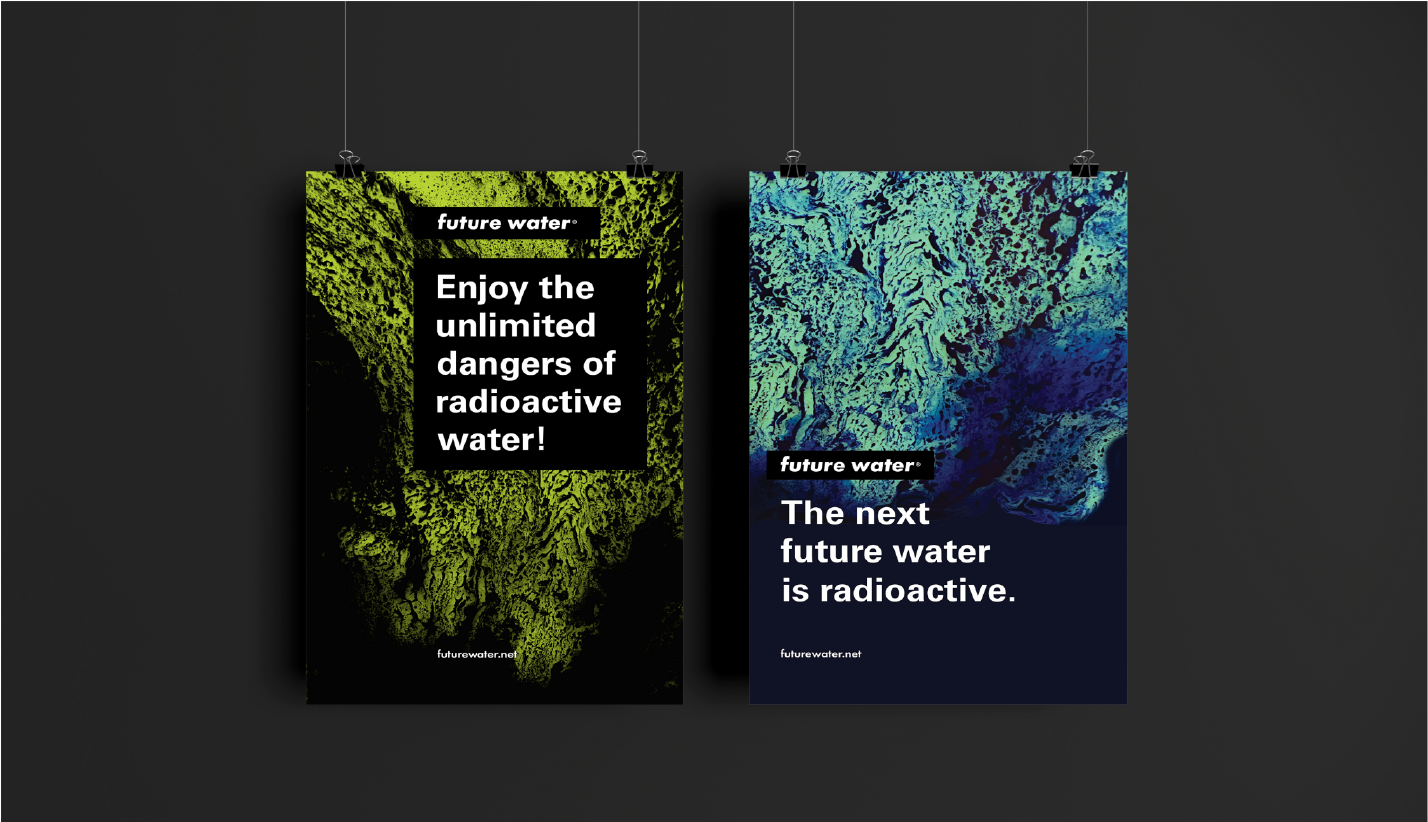 future water®
Enjoy the
unlimited
dangers of
radioactive
water!
futurewater.net
future water®
The next
future water
is radioactive.
futurewater.net